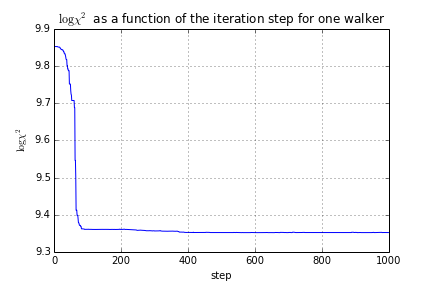 logχ² as a function of the iteration step for one walker
9.9
9.8
9.7
9.6
9.5
9.4
9.3
logχ²
0 200 400 600 800 1000
step